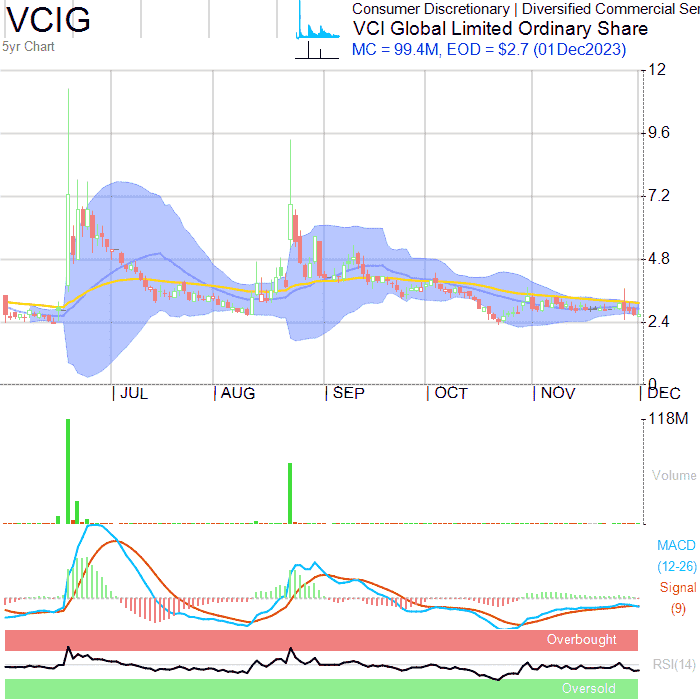 VCIG
5yr Chart
Consumer Discretionary | Diversified Commercial Ser
VCI Global Limited Ordinary Share
MC = 99.4M, EOD = $2.7 (01Dec2023)
12
9.6
7.2
4.8
2.4
0
JUL
AUG
SEP
OCT
NOV
DEC
118M
Volume
MACD
(12-26)
Signal
(9)
Overbought
RSI(14)
Oversold